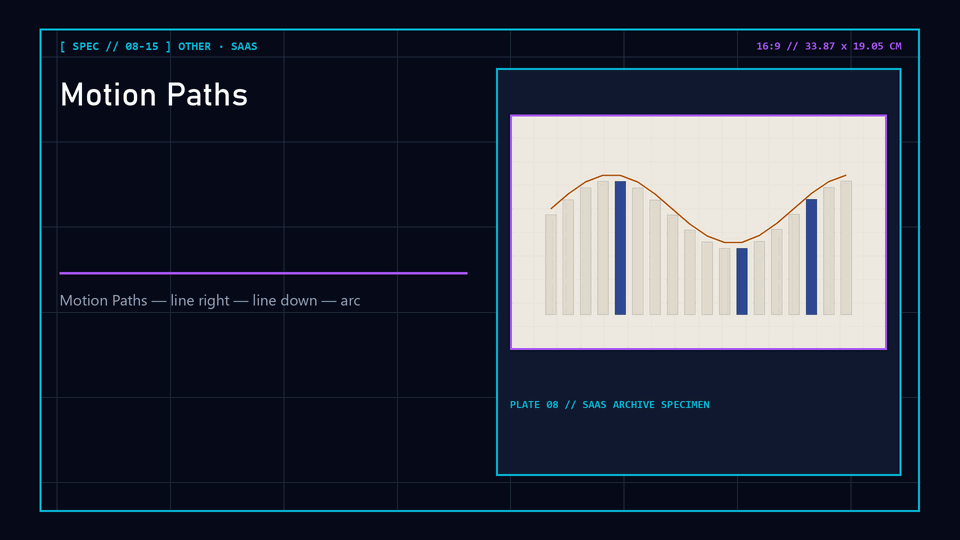 [ SPEC // 08-15 ] OTHER · SAAS
16:9 // 33.87 x 19.05 CM
Motion Paths
Motion Paths — line right — line down — arc
PLATE 08 // SAAS ARCHIVE SPECIMEN